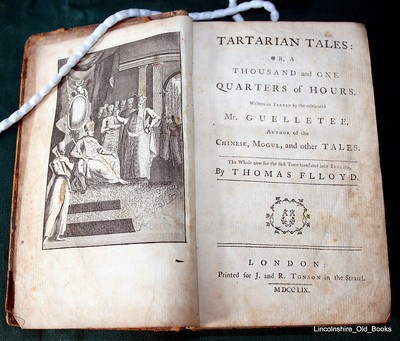 TARTARIAN TALES:
OR, A
THOUSAND and ONE
QUARTERS of HOURS.
Written in FRENCH by the celebrated
Mr. GUELLETEE,
AUTHOR of the
CHINESE, MOGUL, and other TALES.
The Whole now for the first Time translated into ENGLISH,
By THOMAS FLLOYD.
LONDON:
Printed for J. and R. TONSON in the Strand.
MDCCLIX.
Lincolnshire_Old_Books